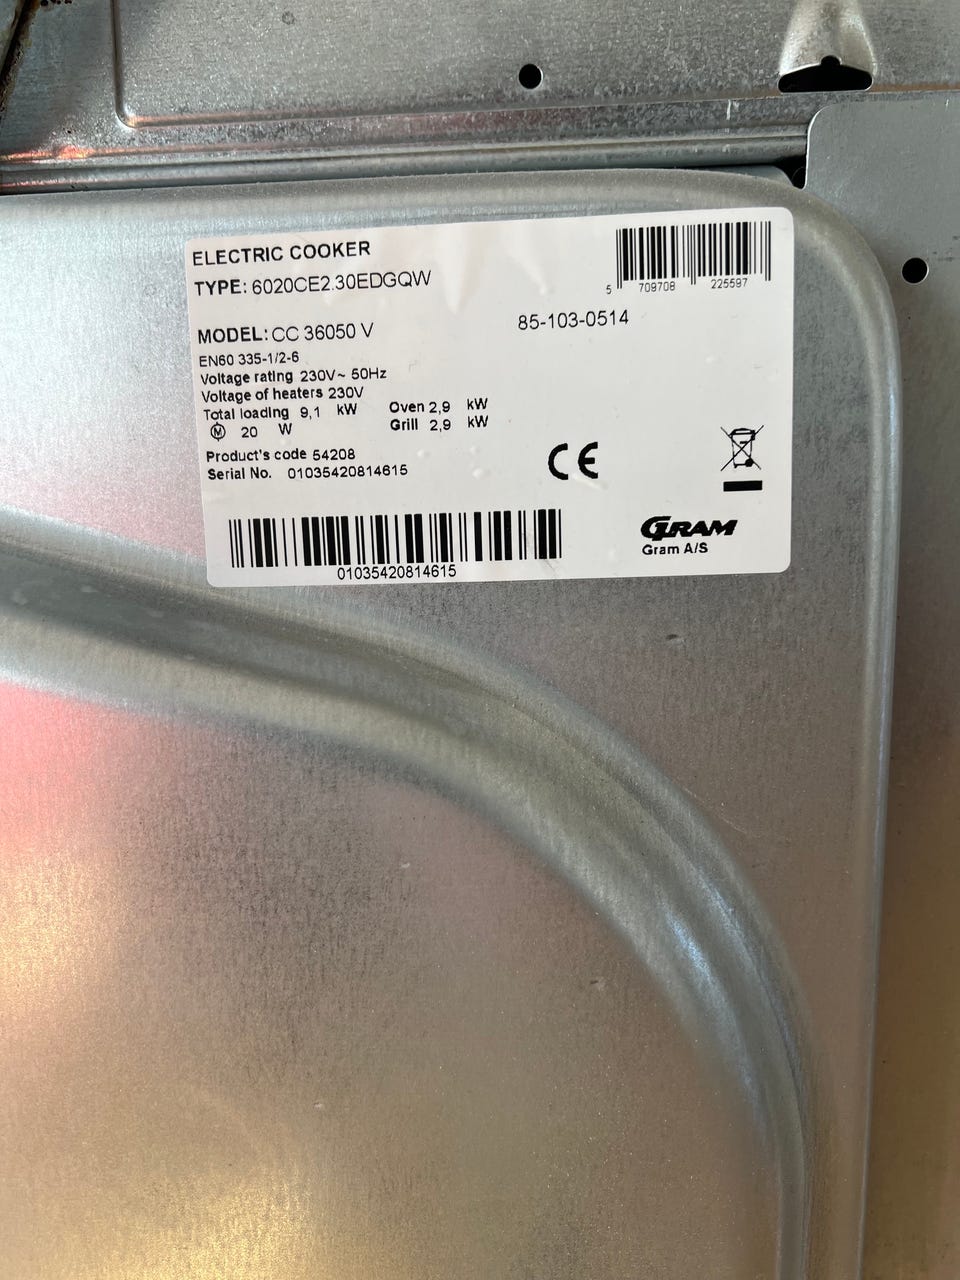 ELECTRIC COOKER
TYPE: 6020CE2.30EDGQW
5 709708 225597
MODEL: CC 36050 V
85-103-0514
EN60 335-1/2-6
Voltage rating 230V~ 50Hz
Voltage of heaters 230V
Total loading 9,1 kW Oven 2,9 kW
M 20 W Grill 2,9 kW
Product's code 54208
Serial No. 01035420814615
CE
01035420814615
GRAM
Gram A/S